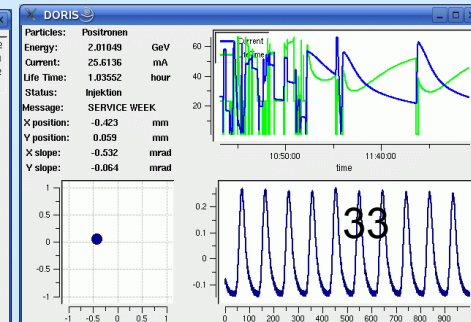 DORIS
Particles: Positronen
Energy: 2.01049 GeV
Current: 25.6136 mA
Life Time: 1.03552 hour
Status: Injektion
Message: SERVICE WEEK
X position: -0.423 mm
Y position: 0.059 mm
X slope: -0.532 mrad
Y slope: -0.064 mrad
60
40
20
10:50:00 11:40:00
time
1
0.5
0
-0.5
-1
-1 -0.5 0 0.5 1
0.2
0.1
0
-0.1
33
0 100 200 300 400 500 600 700 800 900